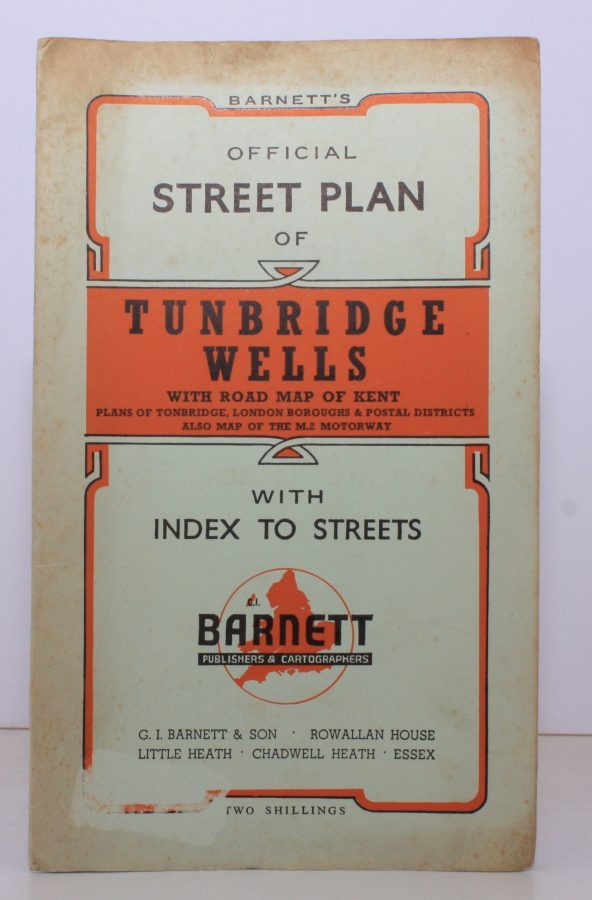 BARNETT'S
OFFICIAL
STREET PLAN
OF
TUNBRIDGE
WELLS
WITH ROAD MAP OF KENT
PLANS OF TONBRIDGE, LONDON BOROUGHS & POSTAL DISTRICTS
ALSO MAP OF THE M.2 MOTORWAY
WITH
INDEX TO STREETS
G.I.
BARNETT
PUBLISHERS & CARTOGRAPHERS
G. I. BARNETT & SON · ROWALLAN HOUSE
LITTLE HEATH · CHADWELL HEATH · ESSEX
TWO SHILLINGS